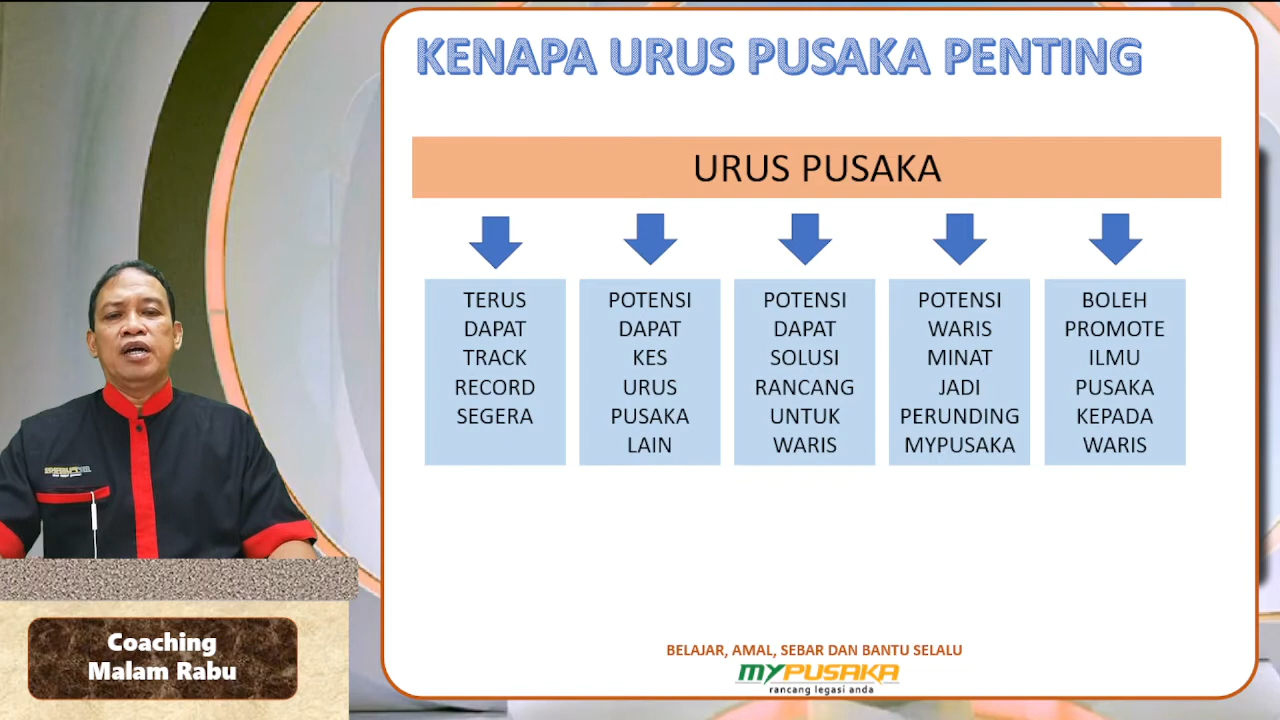 KENAPA URUS PUSAKA PENTING
URUS PUSAKA
TERUS
DAPAT
TRACK
RECORD
SEGERA
POTENSI
DAPAT
KES
URUS
PUSAKA
LAIN
POTENSI
DAPAT
SOLUSI
RANCANG
UNTUK
WARIS
POTENSI
WARIS
MINAT
JADI
PERUNDING
MYPUSAKA
BOLEH
PROMOTE
ILMU
PUSAKA
KEPADA
WARIS
Coaching
Malam Rabu
BELAJAR, AMAL, SEBAR DAN BANTU SELALU
MYPUSAKA
rancang legasi anda